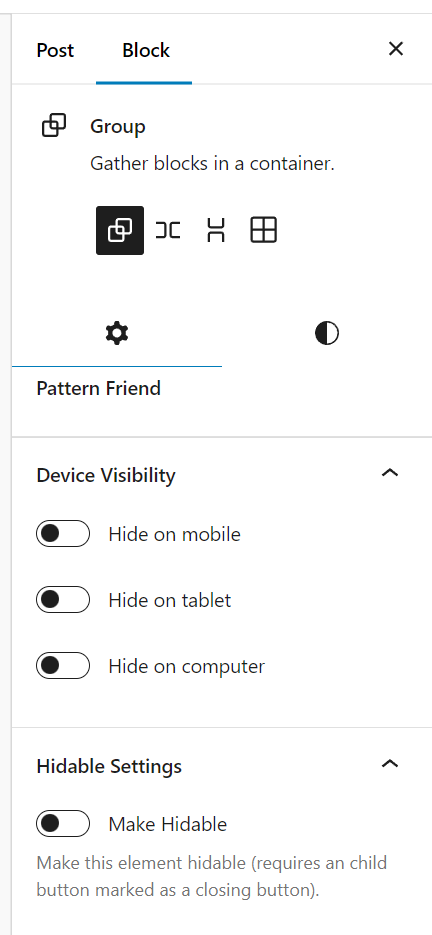 Post Block
Group
Gather blocks in a container.
Pattern Friend
Device Visibility
Hide on mobile
Hide on tablet
Hide on computer
Hidable Settings
Make Hidable
Make this element hidable (requires an child
button marked as a closing button).